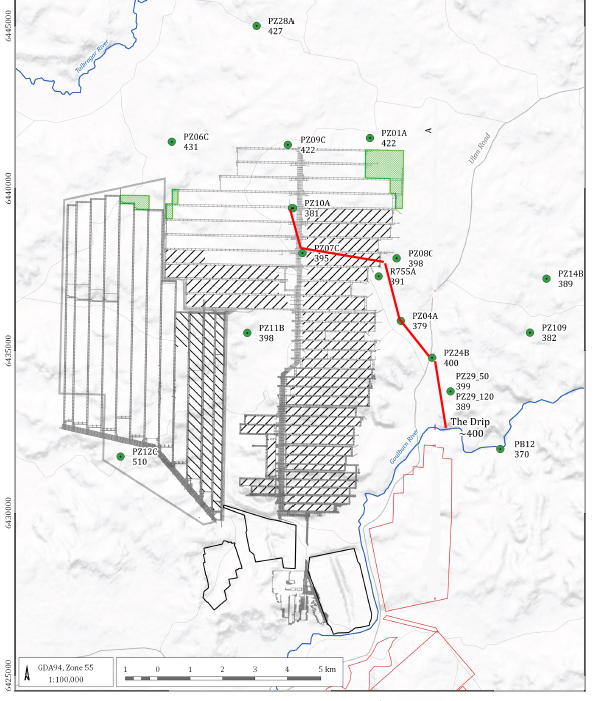 6445000
PZ28A
427
Talbragar River
PZ06C
431
PZ09C
422
PZ01A
422
A
Ulan Road
6440000
PZ10A
381
PZ07C
395
PZ08C
398
R755A
391
PZ14B
389
PZ04A
379
PZ11B
398
PZ109
382
6435000
PZ24B
400
PZ29_50
399
PZ29_120
389
The Drip
~400
Goulburn River
PZ12C
510
PB12
370
6430000
6425000
GDA94, Zone 55
1:100,000
1 0 1 2 3 4 5 km